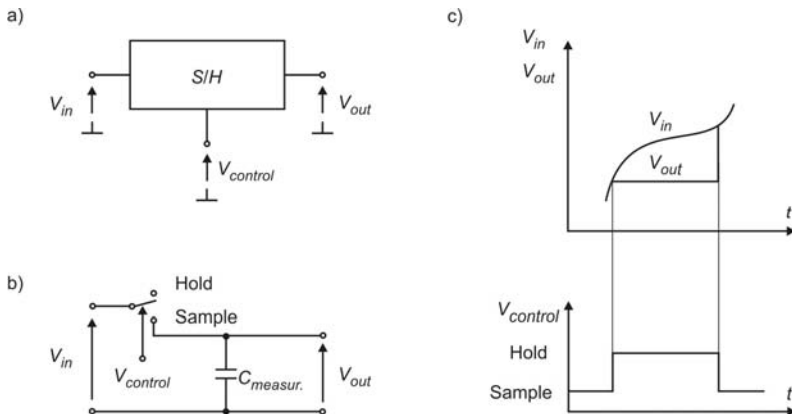 a)
S/H
V_in
V_out
V_control
b)
Hold
Sample
V_in
V_control
C_measur.
V_out
c)
V_in
V_out
V_in
V_out
t
V_control
Hold
Sample
t